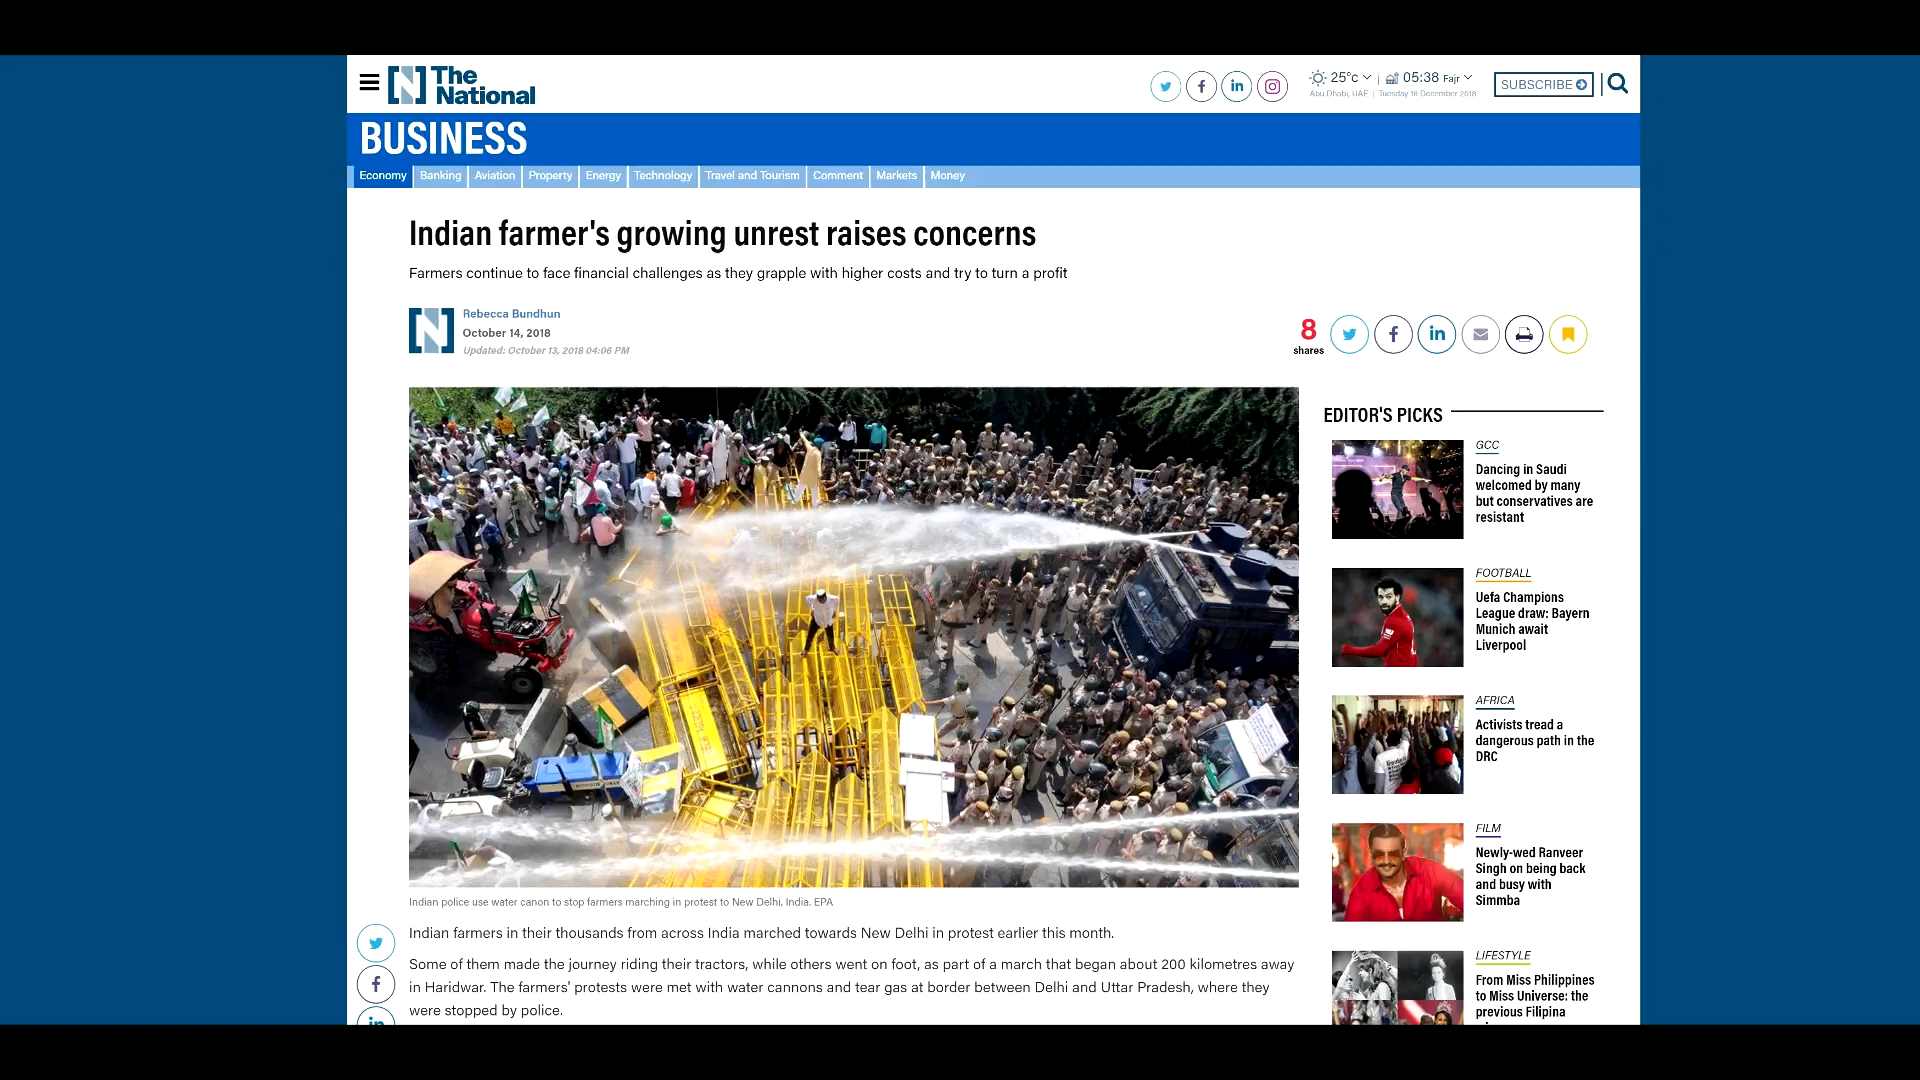 The
National
25°c
05:38 Fajr
Abu Dhabi, UAE | Tuesday 18 December 2018
SUBSCRIBE
BUSINESS
Economy
Banking
Aviation
Property
Energy
Technology
Travel and Tourism
Comment
Markets
Money
Indian farmer's growing unrest raises concerns
Farmers continue to face financial challenges as they grapple with higher costs and try to turn a profit
Rebecca Bundhun
October 14, 2018
Updated: October 13, 2018 04:06 PM
8
shares
EDITOR'S PICKS
GCC
Dancing in Saudi
welcomed by many
but conservatives are
resistant
FOOTBALL
Uefa Champions
League draw: Bayern
Munich await
Liverpool
AFRICA
Activists tread a
dangerous path in the
DRC
FILM
Newly-wed Ranveer
Singh on being back
and busy with
Simmba
LIFESTYLE
From Miss Philippines
to Miss Universe: the
previous Filipina
Indian police use water canon to stop farmers marching in protest to New Delhi, India. EPA
Indian farmers in their thousands from across India marched towards New Delhi in protest earlier this month.
Some of them made the journey riding their tractors, while others went on foot, as part of a march that began about 200 kilometres away
in Haridwar. The farmers' protests were met with water cannons and tear gas at border between Delhi and Uttar Pradesh, where they
were stopped by police.